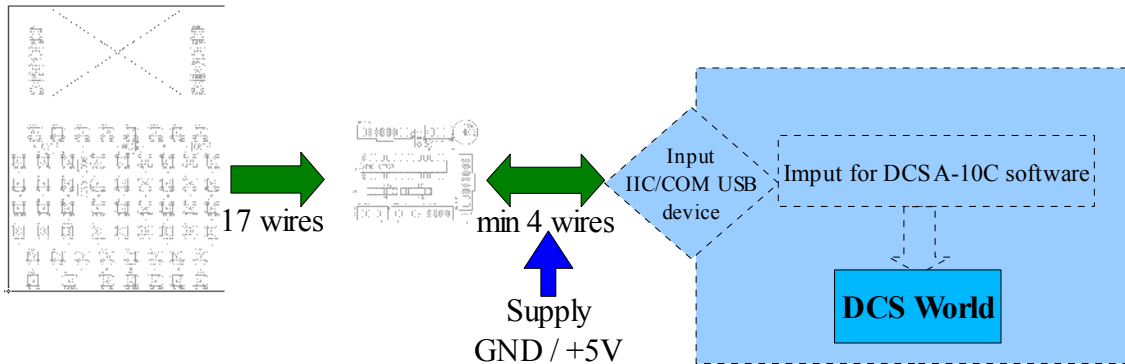 17 wires
min 4 wires
Supply
GND / +5V
Input
IIC/COM USB
device
Imput for DCS A-10C software
DCS World